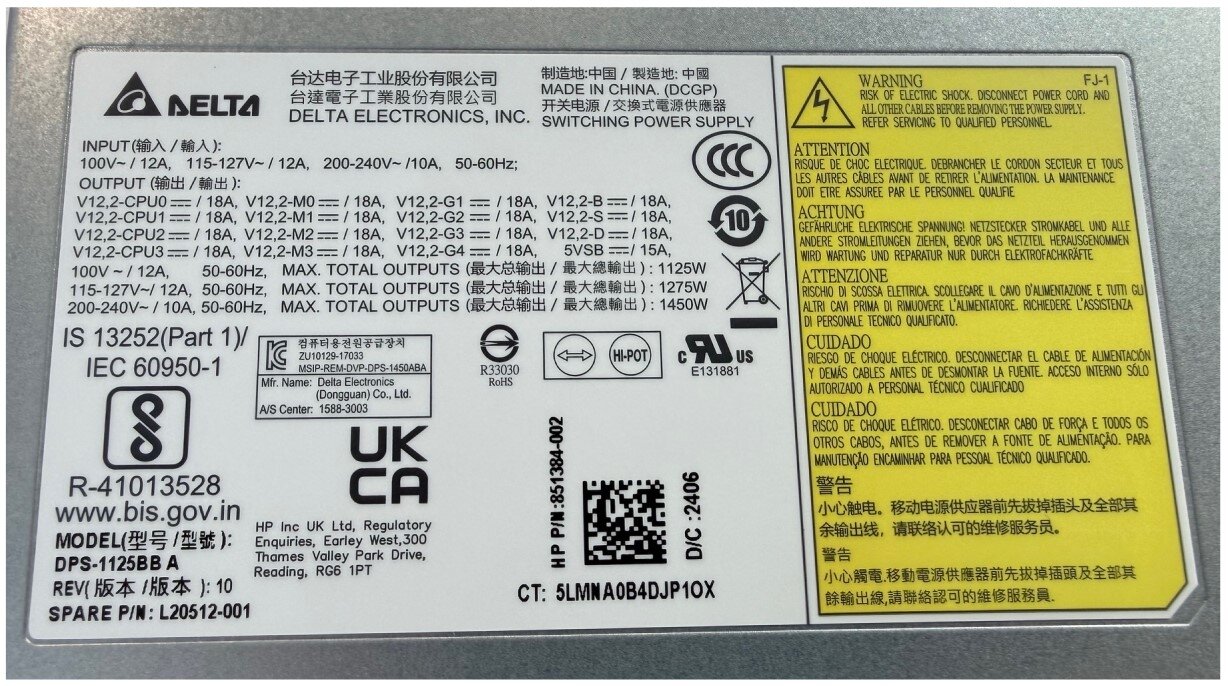 DELTA
台达电子工业股份有限公司
台達電子工業股份有限公司
DELTA ELECTRONICS, INC.
制造地:中国 / 製造地: 中國
MADE IN CHINA. (DCGP)
开关电源 / 交換式電源供應器
SWITCHING POWER SUPPLY
INPUT(输入 / 輸入):
100V~ / 12A, 115-127V~ / 12A, 200-240V~ /10A, 50-60Hz;
OUTPUT (输出 / 輸出):
V12,2-CPU0 ⎓ / 18A, V12,2-M0 ⎓ / 18A, V12,2-G1 ⎓ / 18A, V12,2-B ⎓ / 18A,
V12,2-CPU1 ⎓ / 18A, V12,2-M1 ⎓ / 18A, V12,2-G2 ⎓ / 18A, V12,2-S ⎓ / 18A,
V12,2-CPU2 ⎓ / 18A, V12,2-M2 ⎓ / 18A, V12,2-G3 ⎓ / 18A, V12,2-D ⎓ / 18A,
V12,2-CPU3 ⎓ / 18A, V12,2-M3 ⎓ / 18A, V12,2-G4 ⎓ / 18A, 5VSB ⎓ / 15A,
100V ~ / 12A, 50-60Hz, MAX. TOTAL OUTPUTS (最大总输出 / 最大總輸出) : 1125W
115-127V~ / 12A, 50-60Hz, MAX. TOTAL OUTPUTS (最大总输出 / 最大總輸出) : 1275W
200-240V~ / 10A, 50-60Hz, MAX. TOTAL OUTPUTS (最大总输出 / 最大總輸出) : 1450W
CCC
10
IS 13252(Part 1)/
IEC 60950-1
R-41013528
www.bis.gov.in
MODEL(型号 /型號):
DPS-1125BB A
REV( 版本 /版本 ): 10
SPARE P/N: L20512-001
컴퓨터용전원공급장치
ZU10129-17033
MSIP-REM-DVP-DPS-1450ABA
Mfr. Name: Delta Electronics
(Dongguan) Co., Ltd.
A/S Center: 1588-3003
R33030
RoHS
HI-POT
c RU US
E131881
UK
CA
HP Inc UK Ltd, Regulatory
Enquiries, Earley West,300
Thames Valley Park Drive,
Reading, RG6 1PT
HP P/N:851384-002
D/C :2406
CT: 5LMNA0B4DJP1OX
WARNING
FJ-1
RISK OF ELECTRIC SHOCK. DISCONNECT POWER CORD AND
ALL OTHER CABLES BEFORE REMOVING THE POWER SUPPLY.
REFER SERVICING TO QUALIFIED PERSONNEL.
ATTENTION
RISQUE DE CHOC ELECTRIQUE. DEBRANCHER LE CORDON SECTEUR ET TOUS
LES AUTRES CÂBLES AVANT DE RETIRER L'ALIMENTATION. LA MAINTENANCE
DOIT ETRE ASSUREE PAR LE PERSONNEL QUALIFIE
ACHTUNG
GEFÄHRLICHE ELEKTRISCHE SPANNUNG! NETZSTECKER STROMKABEL UND ALLE
ANDERE STROMLEITUNGEN ZIEHEN, BEVOR DAS NETZTEIL HERAUSGENOMMEN
WIRD WARTUNG UND REPARATUR NUR DURCH ELEKTROFACHKRÄFTE
ATTENZIONE
RISCHIO DI SCOSSA ELETTRICA. SCOLLEGARE IL CAVO D'ALIMENTAZIONE E TUTTI GLI
ALTRI CAVI PRIMA DI RIMUOVERE L'ALIMENTATORE. RICHIEDERE L'ASSISTENZA
DI PERSONALE TECNICO QUALIFICATO.
CUIDADO
RIESGO DE CHOQUE ELÉCTRICO. DESCONECTAR EL CABLE DE ALIMENTACIÓN
Y DEMÁS CABLES ANTES DE DESMONTAR LA FUENTE. ACCESO INTERNO SÓLO
AUTORIZADO A PERSONAL TÉCNICO CUALIFICADO
CUIDADO
RISCO DE CHOQUE ELÉTRICO. DESCONECTAR CABO DE FORÇA E TODOS OS
OTROS CABOS, ANTES DE REMOVER A FONTE DE ALIMENTAÇÃO. PARA
MANUTENÇÃO ENCAMINHAR PARA PESSOAL TÉCNICO QUALIFICADO.
警告
小心触电。移动电源供应器前先拔掉插头及全部其
余输出线，请联络认可的维修服务员。
警告
小心觸電.移動電源供應器前先拔掉插頭及全部其
餘輸出線,請聯絡認可的維修服務員.